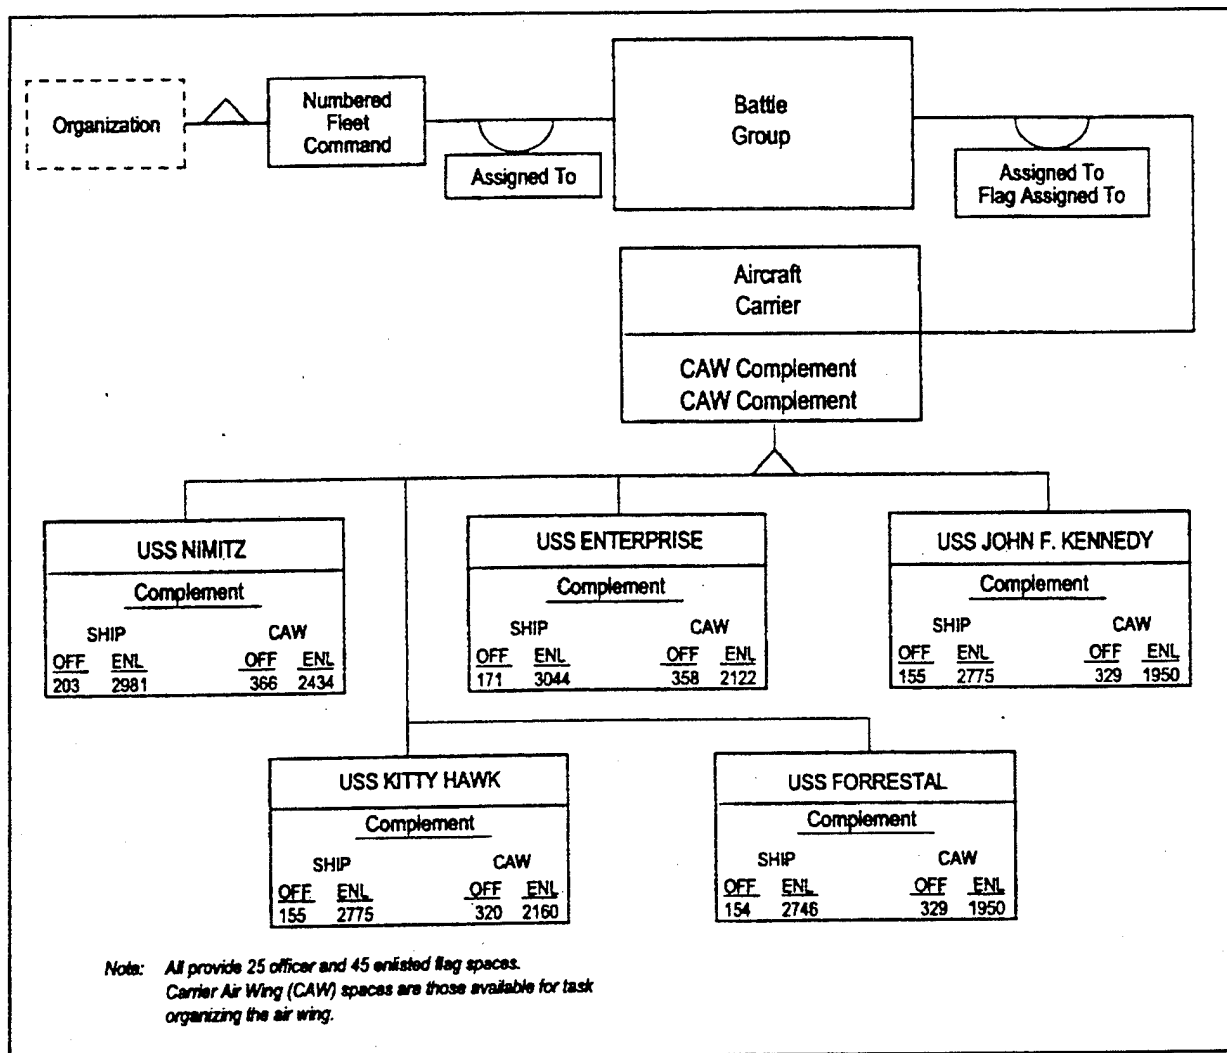 Organization
Numbered
Fleet
Command
Assigned To
Battle
Group
Assigned To
Flag Assigned To
Aircraft
Carrier
CAW Complement
CAW Complement
USS NIMITZ
Complement
SHIP CAW
OFF ENL OFF ENL
203 2981 366 2434
USS ENTERPRISE
Complement
SHIP CAW
OFF ENL OFF ENL
171 3044 358 2122
USS JOHN F. KENNEDY
Complement
SHIP CAW
OFF ENL OFF ENL
155 2775 329 1950
USS KITTY HAWK
Complement
SHIP CAW
OFF ENL OFF ENL
155 2775 320 2160
USS FORRESTAL
Complement
SHIP CAW
OFF ENL OFF ENL
154 2746 329 1950
Note: All provide 25 officer and 45 enlisted flag spaces.
Carrier Air Wing (CAW) spaces are those available for task
organizing the air wing.